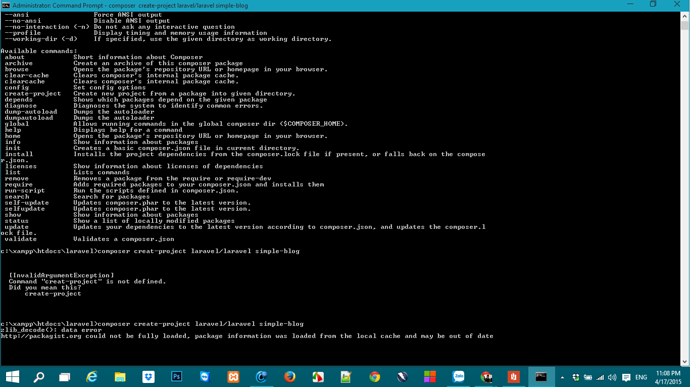 Administrator: Command Prompt - composer create-project laravel/laravel simple-blog
--ansi Force ANSI output
--no-ansi Disable ANSI output
--no-interaction (-n) Do not ask any interactive question
--profile Display timing and memory usage information
--working-dir (-d) If specified, use the given directory as working directory.
Available commands:
about Short information about Composer
archive Create an archive of this composer package
browse Opens the package's repository URL or homepage in your browser.
clear-cache Clears composer's internal package cache.
clearcache Clears composer's internal package cache.
config Set config options
create-project Create new project from a package into given directory.
depends Shows which packages depend on the given package
diagnose Diagnoses the system to identify common errors.
dump-autoload Dumps the autoloader
dumpautoload Dumps the autoloader
global Allows running commands in the global composer dir ($COMPOSER_HOME).
help Displays help for a command
home Opens the package's repository URL or homepage in your browser.
info Show information about packages
init Creates a basic composer.json file in current directory.
install Installs the project dependencies from the composer.lock file if present, or falls back on the compose
r.json.
licenses Show information about licenses of dependencies
list Lists commands
remove Removes a package from the require or require-dev
require Adds required packages to your composer.json and installs them
run-script Run the scripts defined in composer.json.
search Search for packages
self-update Updates composer.phar to the latest version.
selfupdate Updates composer.phar to the latest version.
show Show information about packages
status Show a list of locally modified packages
update Updates your dependencies to the latest version according to composer.json, and updates the composer.l
ock file.
validate Validates a composer.json
c:\xampp\htdocs\laravel>composer creat-project laravel/laravel simple-blog
[InvalidArgumentException]
Command "creat-project" is not defined.
Did you mean this?
create-project
c:\xampp\htdocs\laravel>composer create-project laravel/laravel simple-blog
zlib_decode(): data error
http://packagist.org could not be fully loaded, package information was loaded from the local cache and may be out of date
ENG
11:08 PM
4/17/2015